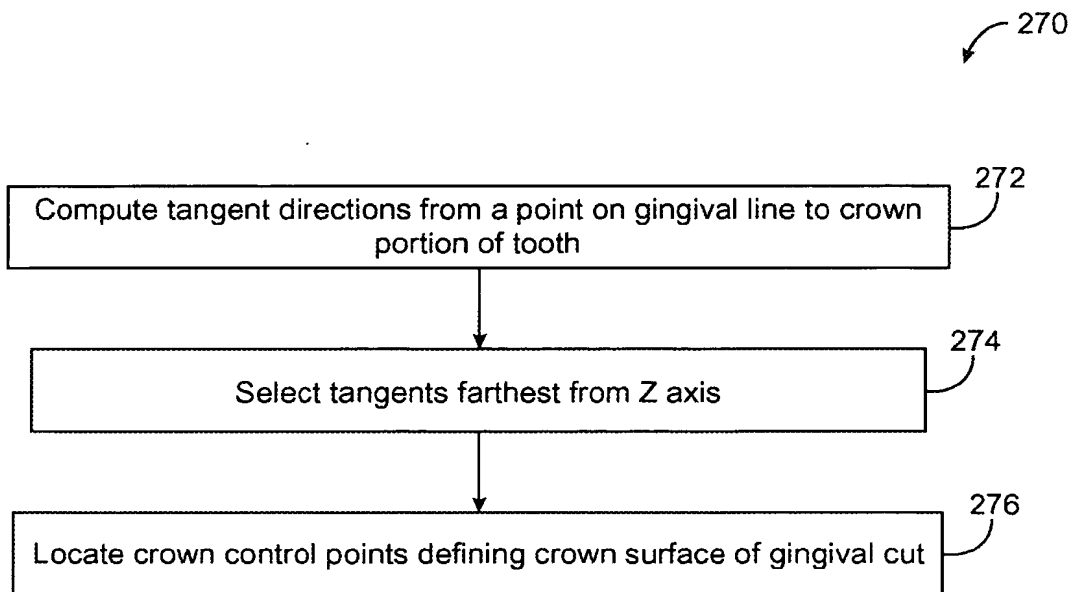 270
272
Compute tangent directions from a point on gingival line to crown
portion of tooth
274
Select tangents farthest from Z axis
276
Locate crown control points defining crown surface of gingival cut